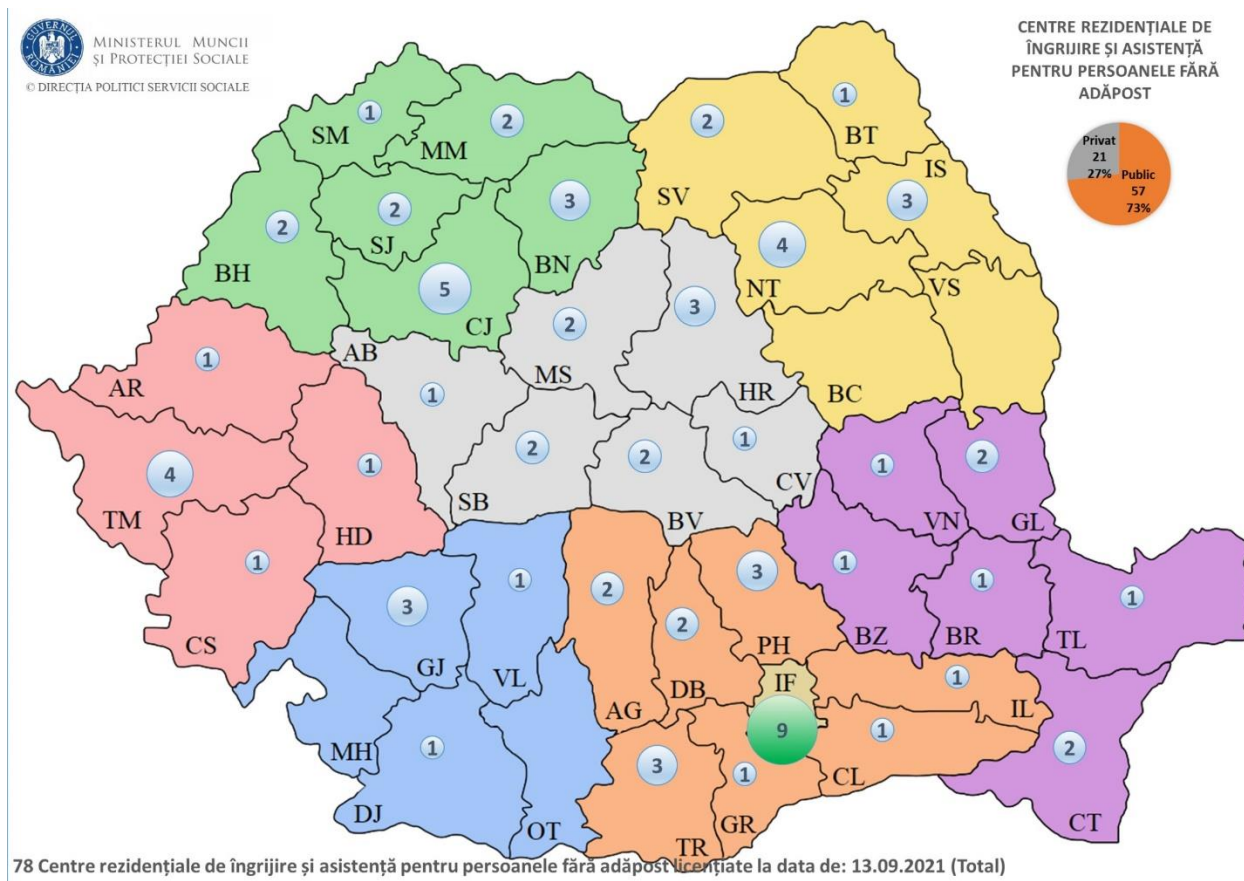 GUVERNUL ROMÂNIEI
MINISTERUL MUNCII
ȘI PROTECȚIEI SOCIALE
© DIRECȚIA POLITICI SERVICII SOCIALE
CENTRE REZIDENȚIALE DE
ÎNGRIJIRE ȘI ASISTENȚĂ
PENTRU PERSOANELE FĂRĂ
ADĂPOST
Privat
21
27%
Public
57
73%
1
SM
2
MM
2
SV
1
BT
IS
3
2
BH
2
SJ
3
BN
5
CJ
4
NT
VS
BC
AB
1
2
MS
3
HR
1
AR
4
TM
1
HD
2
SB
2
BV
1
CV
1
VN
2
GL
1
CS
3
GJ
1
VL
2
AG
2
DB
3
PH
1
BZ
1
BR
1
TL
IF
9
1
IL
MH
1
DJ
OT
3
TR
1
GR
1
CL
2
CT
78 Centre rezidențiale de îngrijire și asistență pentru persoanele fără adăpost licențiate la data de: 13.09.2021 (Total)